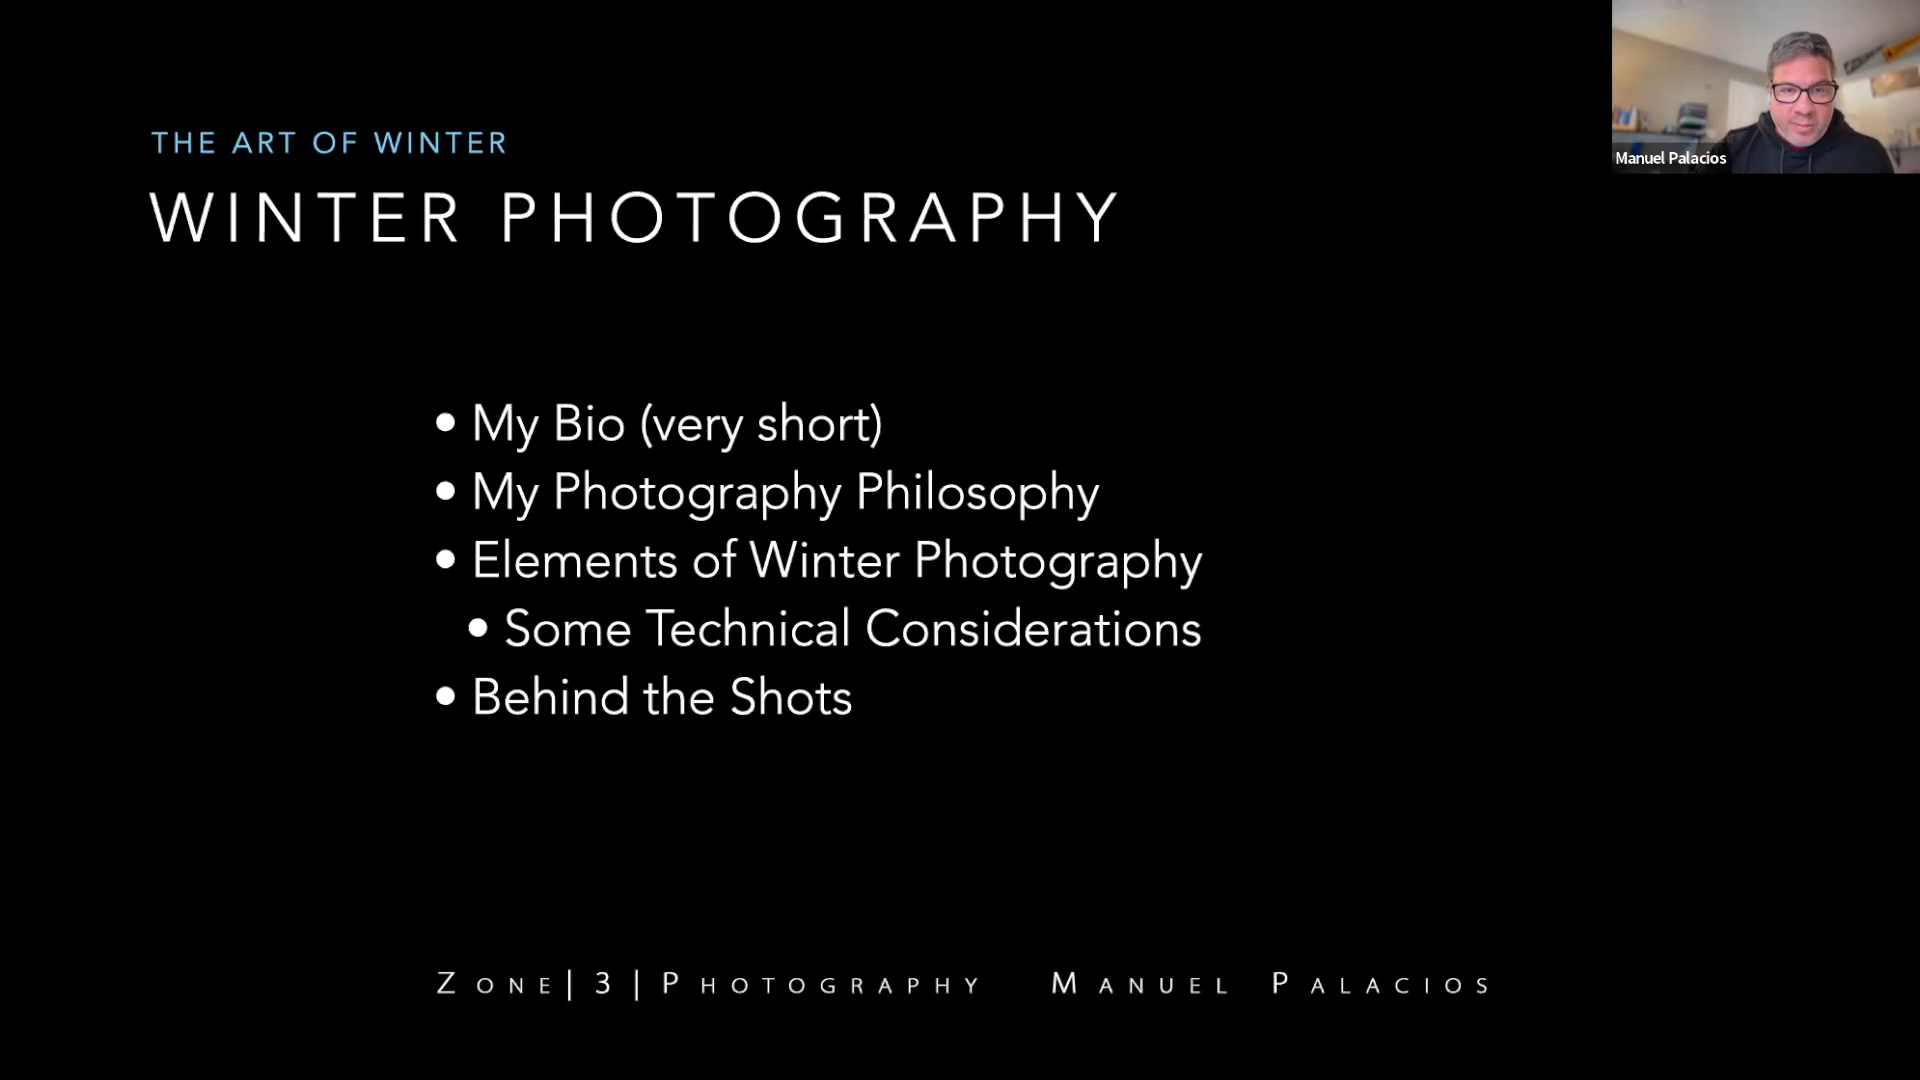 THE ART OF WINTER
WINTER PHOTOGRAPHY
Manuel Palacios
• My Bio (very short)
• My Photography Philosophy
• Elements of Winter Photography
• Some Technical Considerations
• Behind the Shots
ZONE| 3 | PHOTOGRAPHY MANUEL PALACIOS